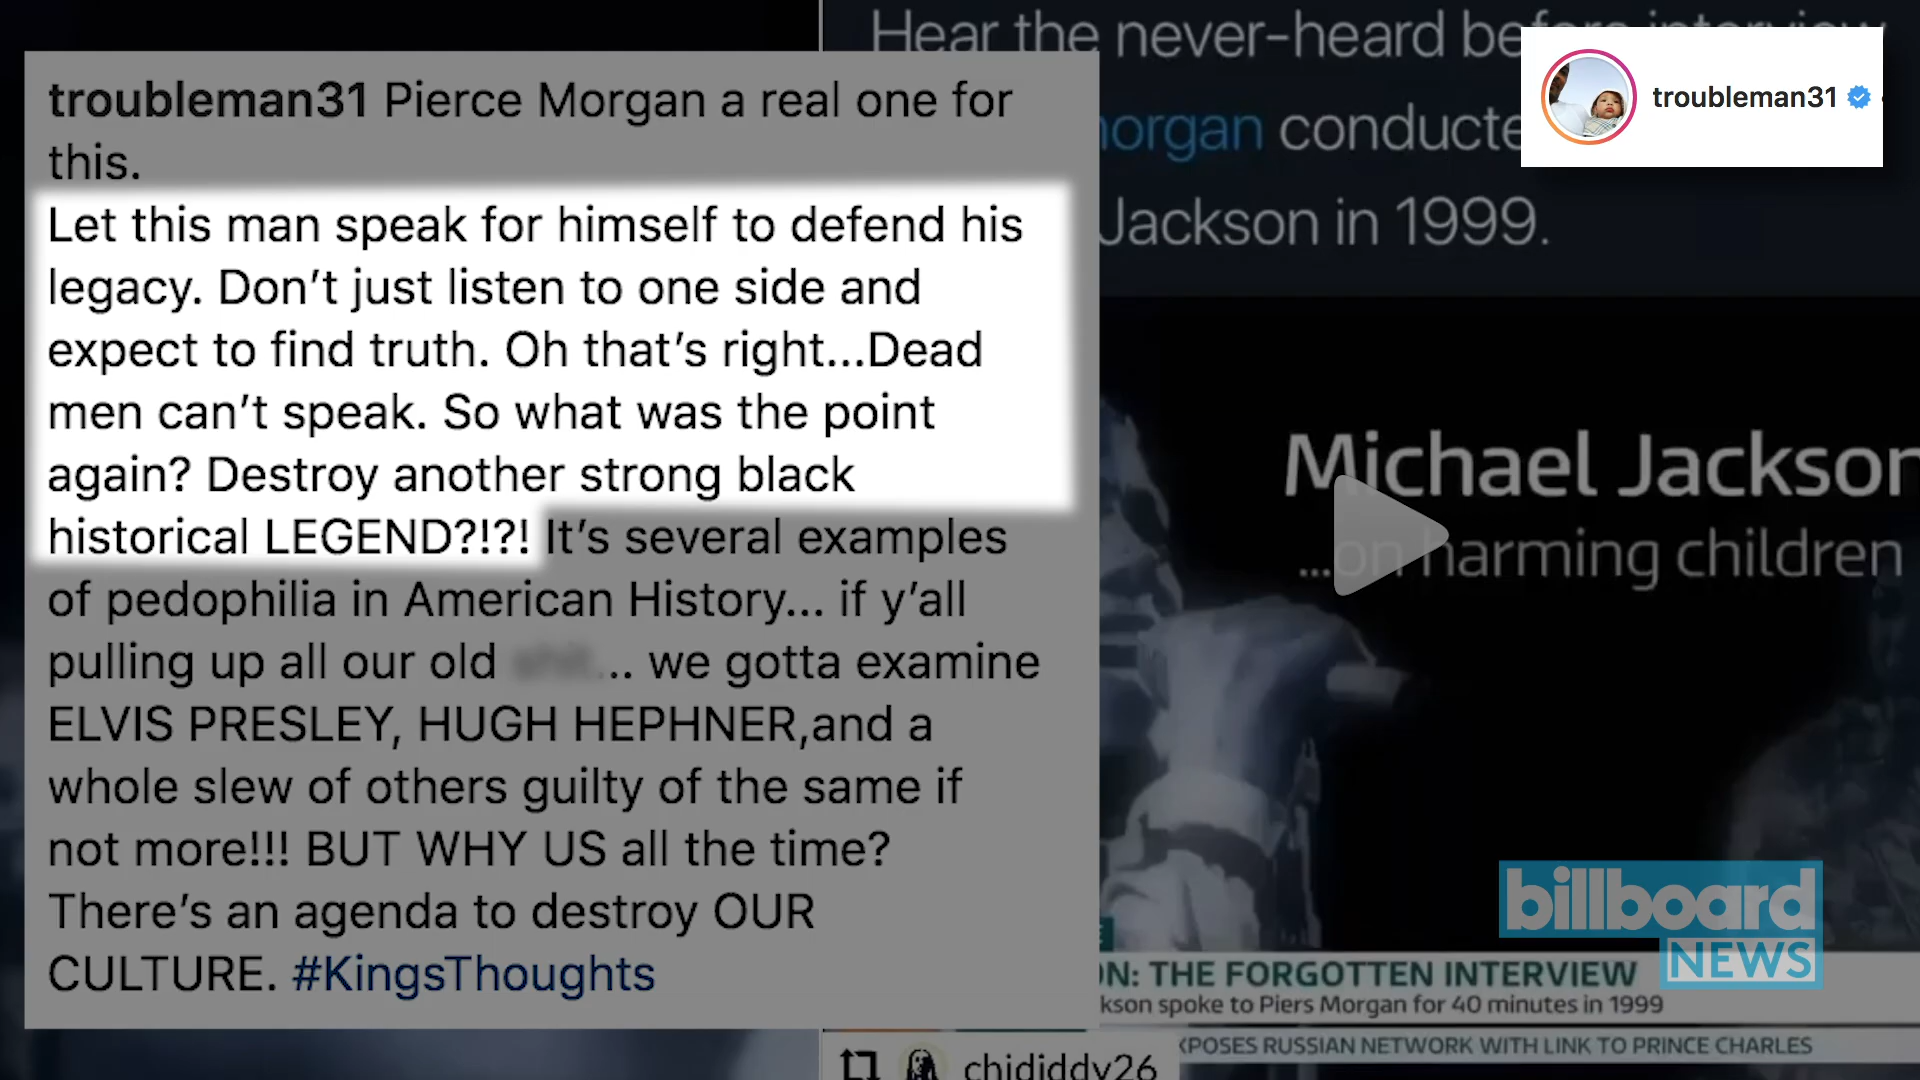 troubleman31 Pierce Morgan a real one for
this.
Let this man speak for himself to defend his
legacy. Don't just listen to one side and
expect to find truth. Oh that's right...Dead
men can't speak. So what was the point
again? Destroy another strong black
historical LEGEND?!?! It's several examples
of pedophilia in American History... if y'all
pulling up all our old ... we gotta examine
ELVIS PRESLEY, HUGH HEPHNER,and a
whole slew of others guilty of the same if
not more!!! BUT WHY US all the time?
There's an agenda to destroy OUR
CULTURE. #KingsThoughts
Hear the never-heard before interview
morgan conducte
Jackson in 1999.
troubleman31
Michael Jackson
...on harming children
billboard
NEWS
N: THE FORGOTTEN INTERVIEW
kson spoke to Piers Morgan for 40 minutes in 1999
XPOSES RUSSIAN NETWORK WITH LINK TO PRINCE CHARLES
chididdy26